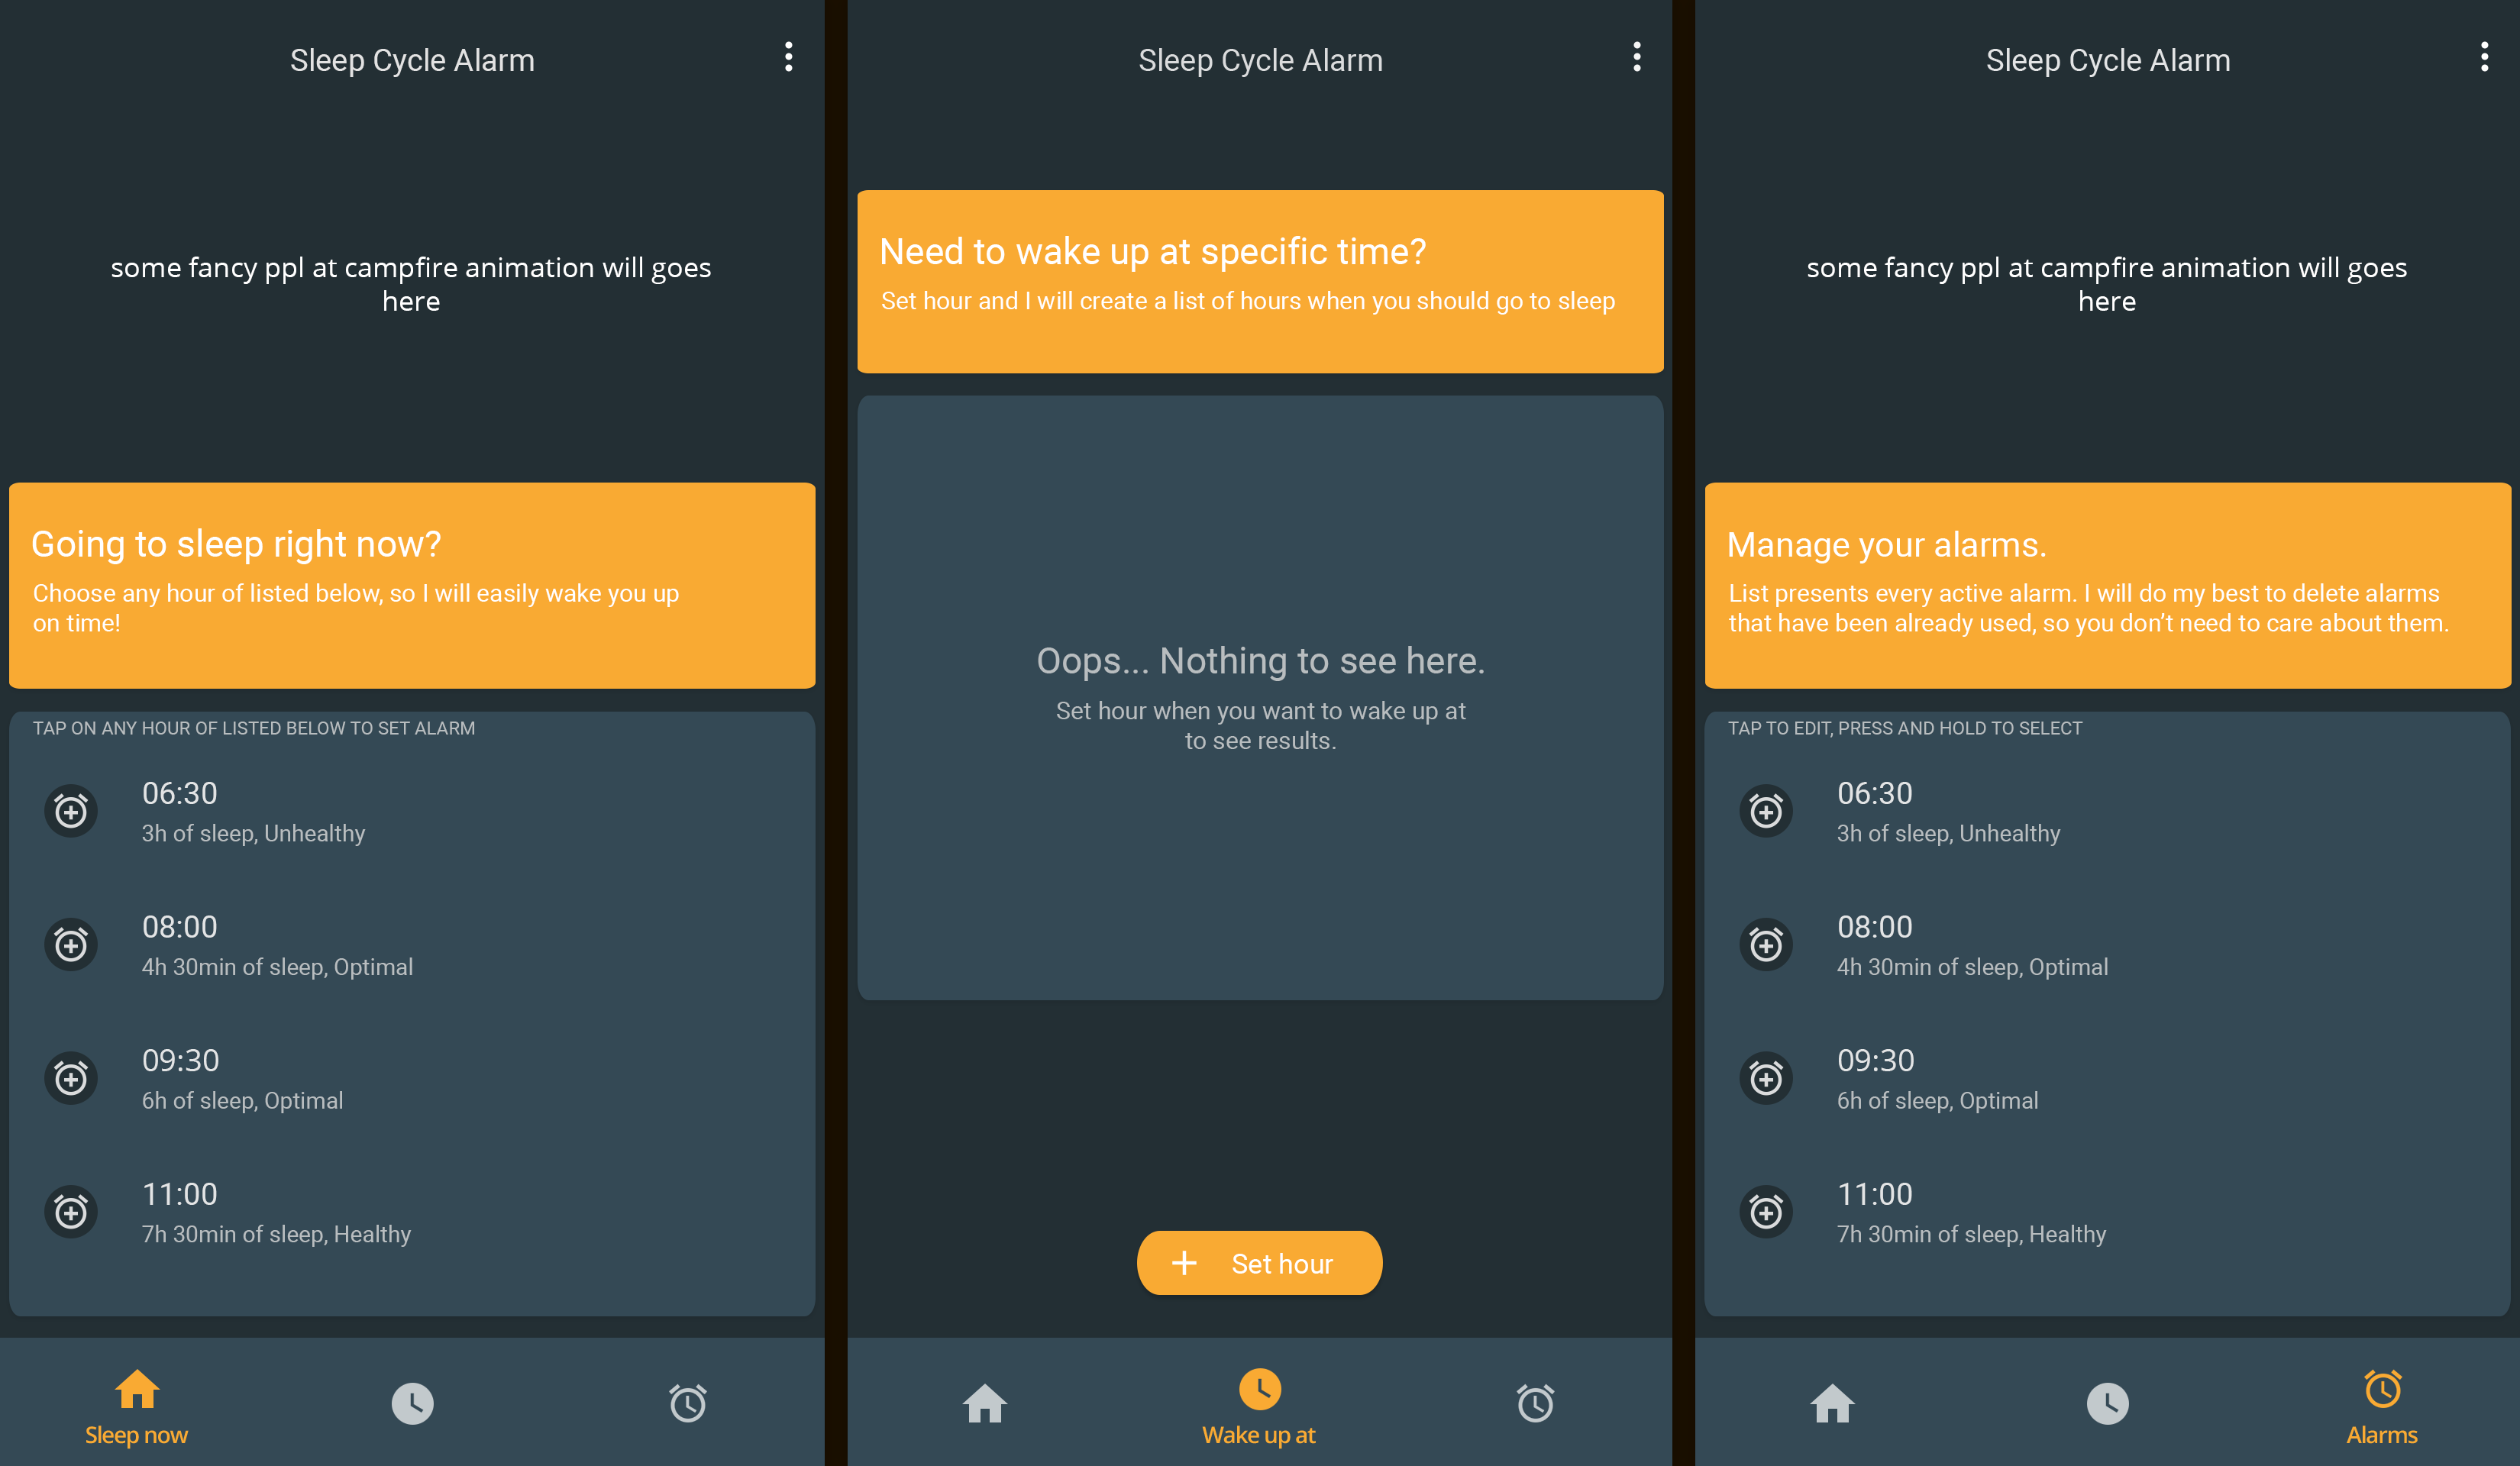 Sleep Cycle Alarm
some fancy ppl at campfire animation will goes
here
Going to sleep right now?
Choose any hour of listed below, so I will easily wake you up
on time!
TAP ON ANY HOUR OF LISTED BELOW TO SET ALARM
06:30
3h of sleep, Unhealthy
08:00
4h 30min of sleep, Optimal
09:30
6h of sleep, Optimal
11:00
7h 30min of sleep, Healthy
Sleep now
Sleep Cycle Alarm
Need to wake up at specific time?
Set hour and I will create a list of hours when you should go to sleep
Oops... Nothing to see here.
Set hour when you want to wake up at
to see results.
Set hour
Wake up at
Sleep Cycle Alarm
some fancy ppl at campfire animation will goes
here
Manage your alarms.
List presents every active alarm. I will do my best to delete alarms
that have been already used, so you don’t need to care about them.
TAP TO EDIT, PRESS AND HOLD TO SELECT
06:30
3h of sleep, Unhealthy
08:00
4h 30min of sleep, Optimal
09:30
6h of sleep, Optimal
11:00
7h 30min of sleep, Healthy
Alarms